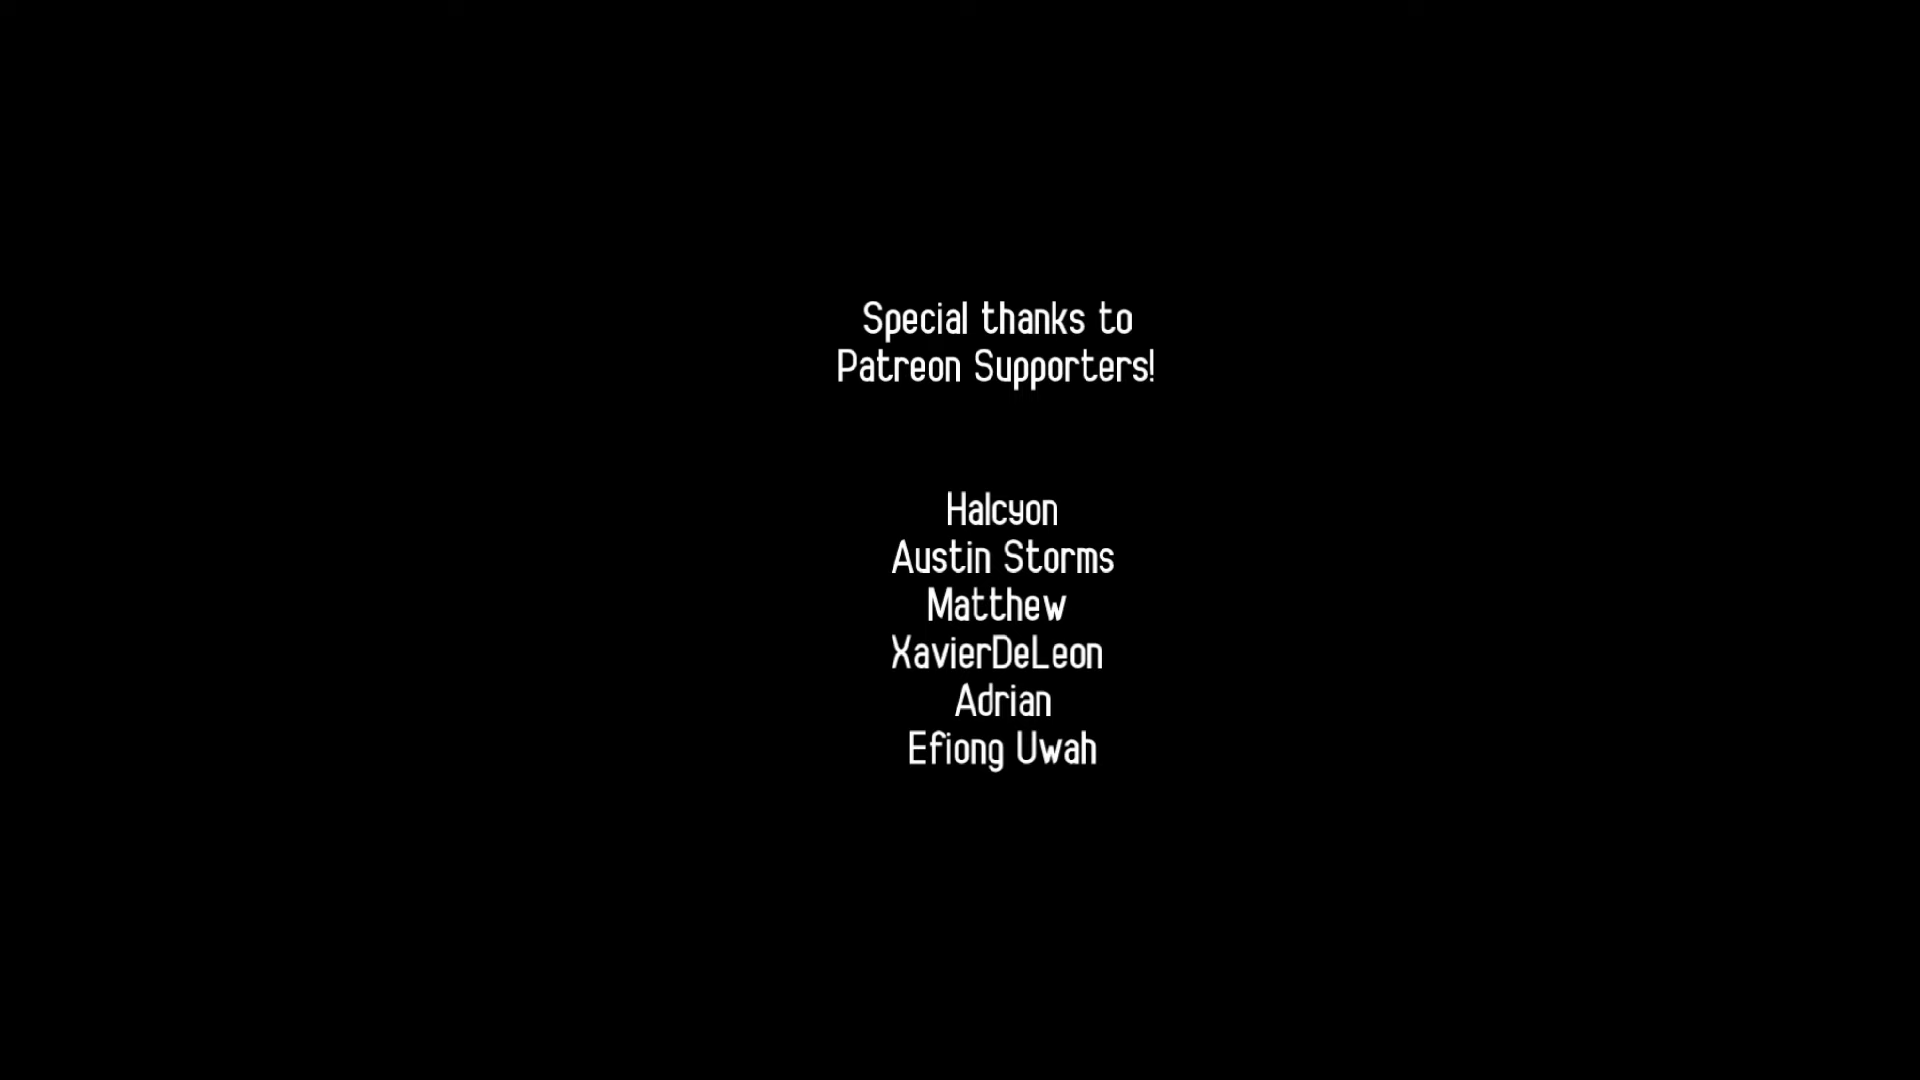 Special thanks to
Patreon Supporters!
Halcyon
Austin Storms
Matthew
XavierDeLeon
Adrian
Efiong Uwah